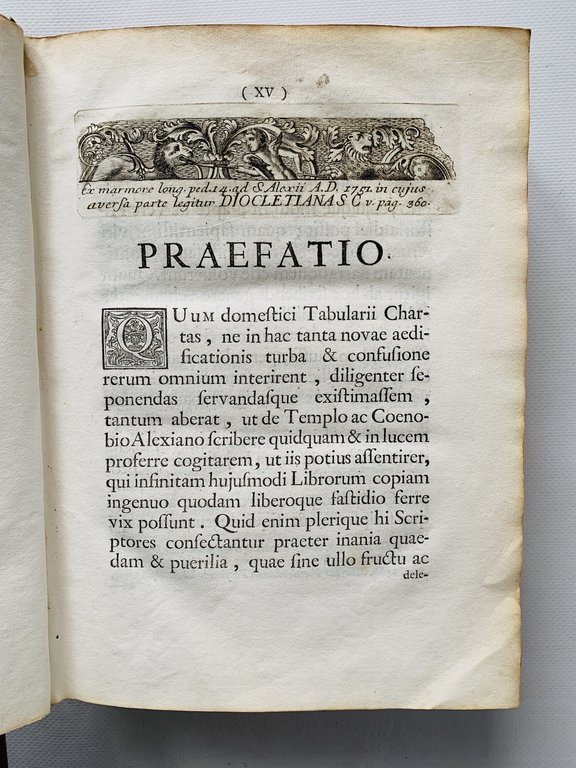 ( XV )
Ex marmore long. ped. 14. ad S. Alexii A.D. 1751. in cujus
aversa parte legitur DIOCLETIANAS C v. pag. 360.
PRAEFATIO.
QUUM domeſtici Tabularii Char-
tas , ne in hac tanta novae aedi-
ficationis turba & confuſione
rerum omnium interirent , diligenter ſe-
ponendas ſervandaſque exiſtimaſſem ,
tantum aberat , ut de Templo ac Coeno-
bio Alexiano ſcribere quidquam & in lucem
proferre cogitarem, ut iis potius aſſentirer,
qui infinitam hujuſmodi Librorum copiam
ingenuo quodam liberoque faſtidio ferre
vix poſſunt . Quid enim plerique hi Scri-
ptores conſectantur praeter inania quae-
dam & puerilia , quae ſine ullo fructu ac
dele-